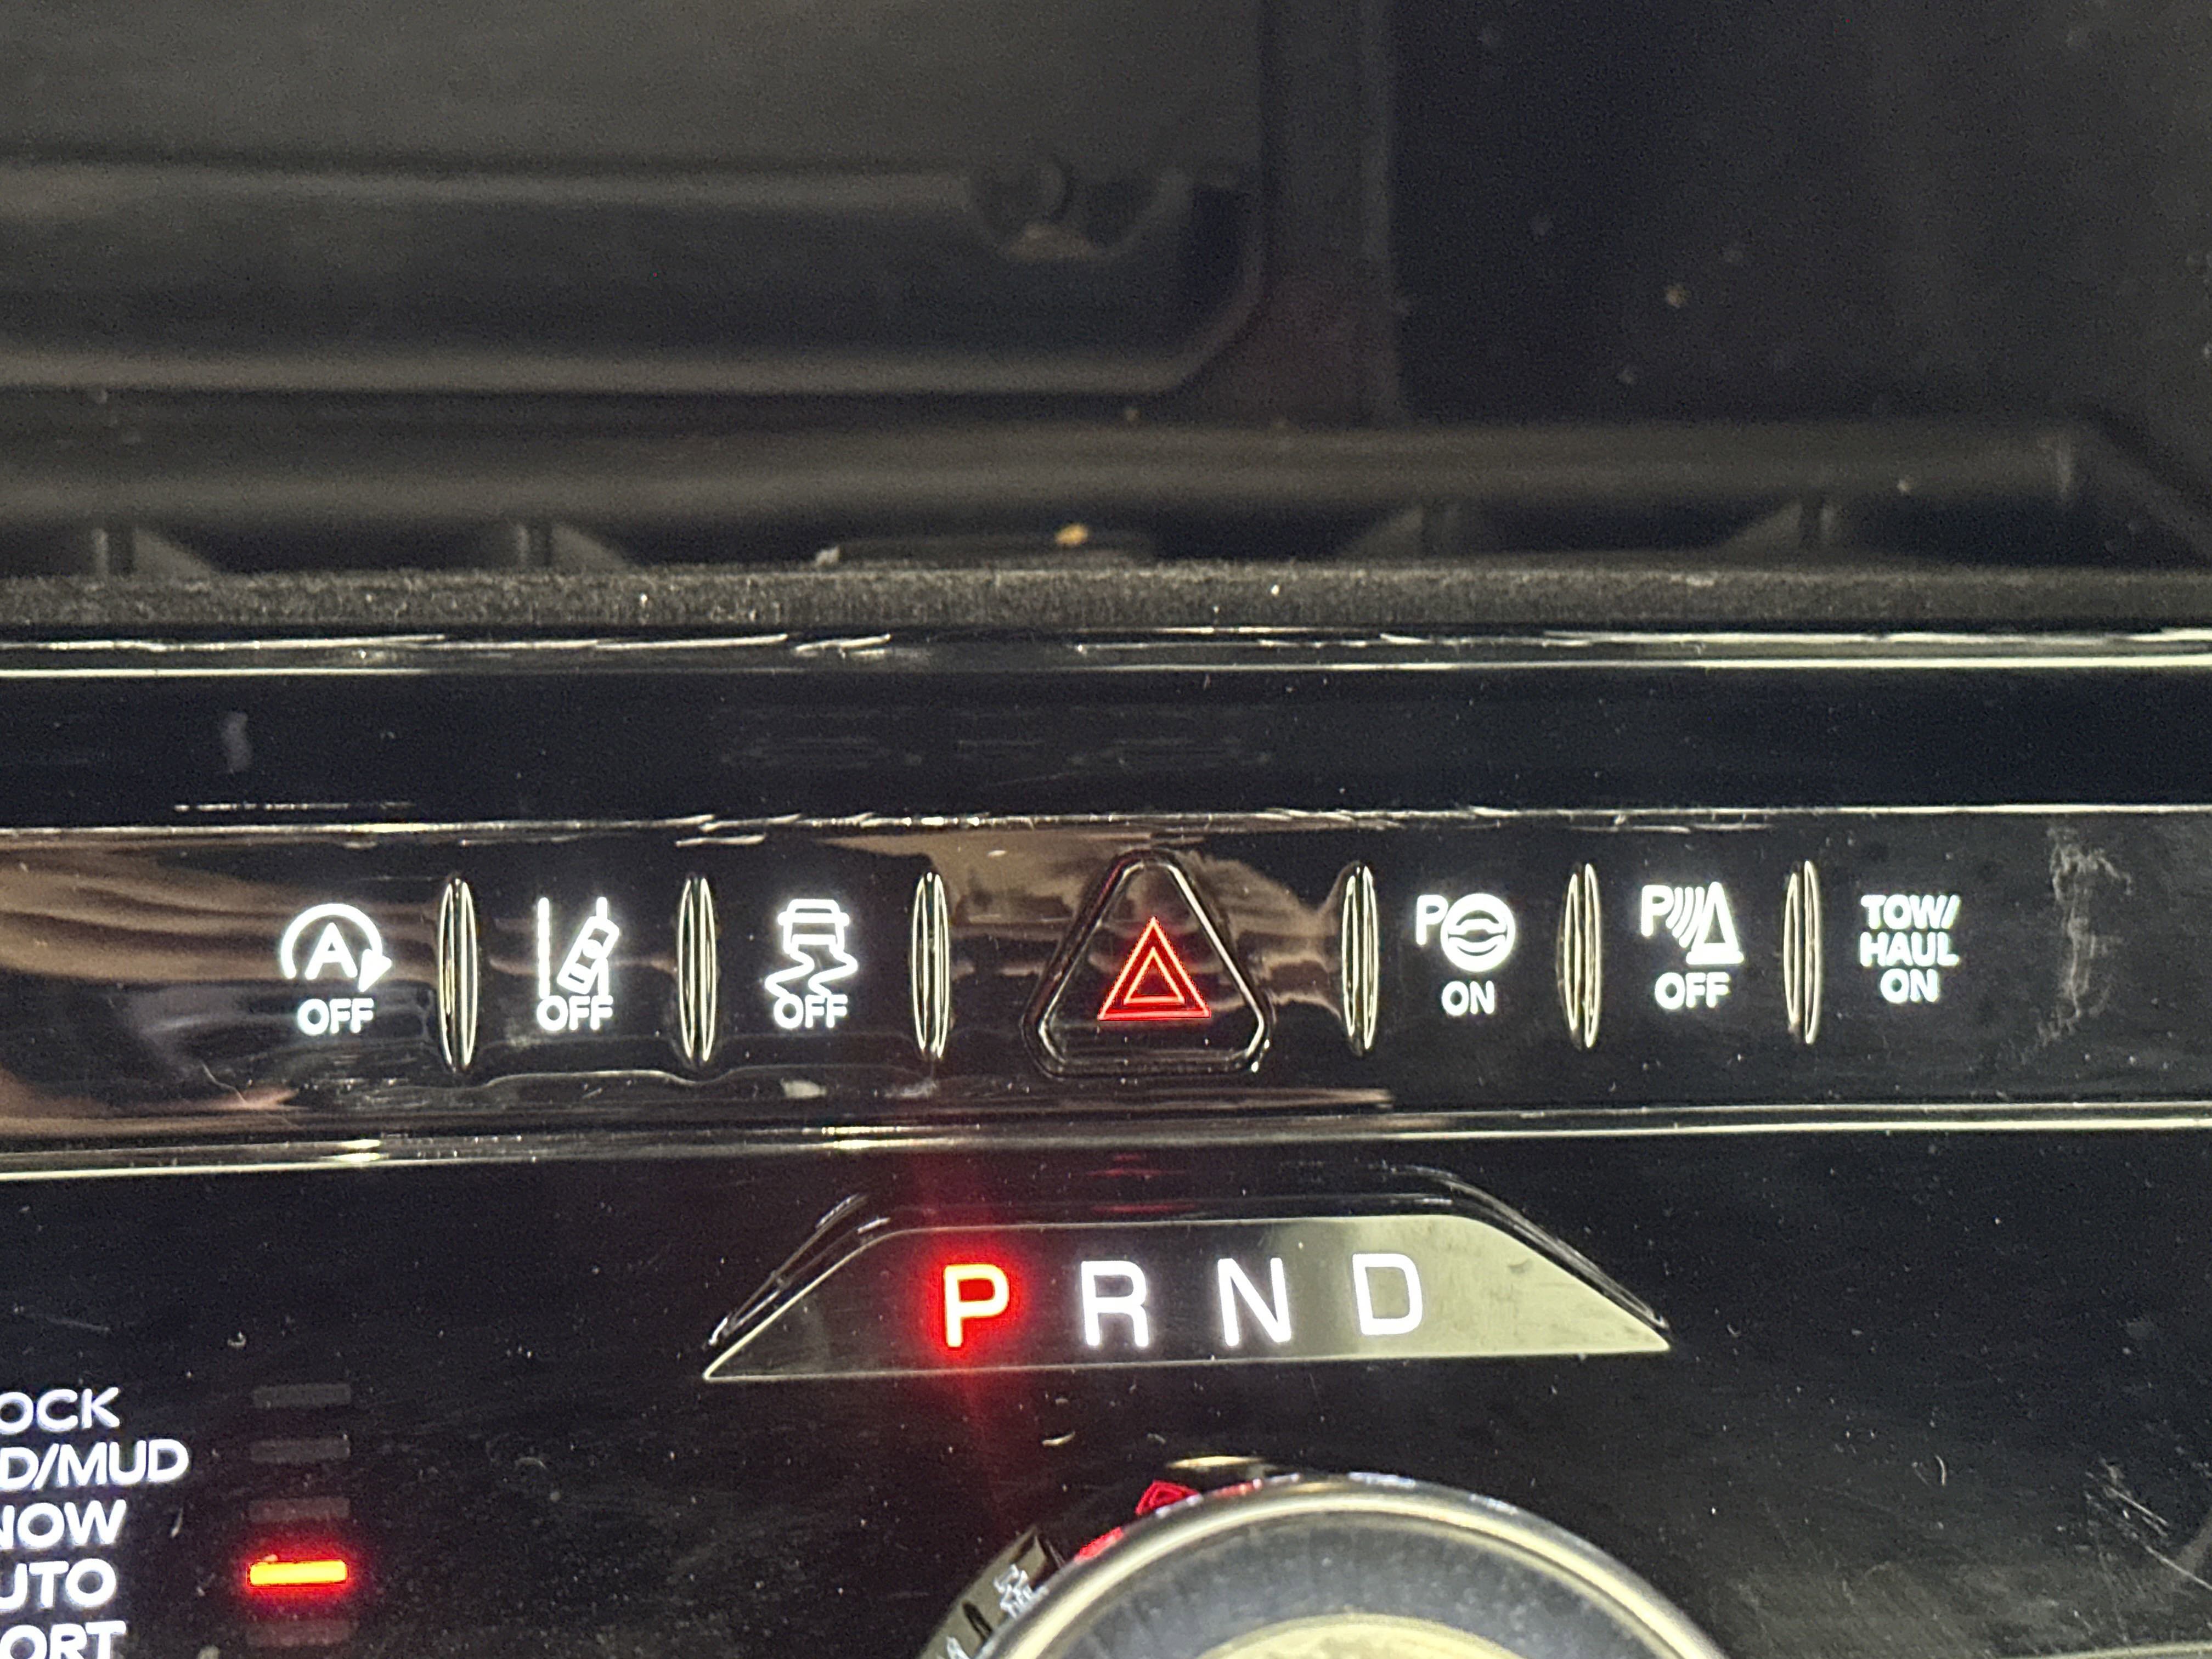 A
OFF
OFF
OFF
P
ON
P
OFF
TOW/
HAUL
ON
P R N D
OCK
D/MUD
NOW
UTO
ORT